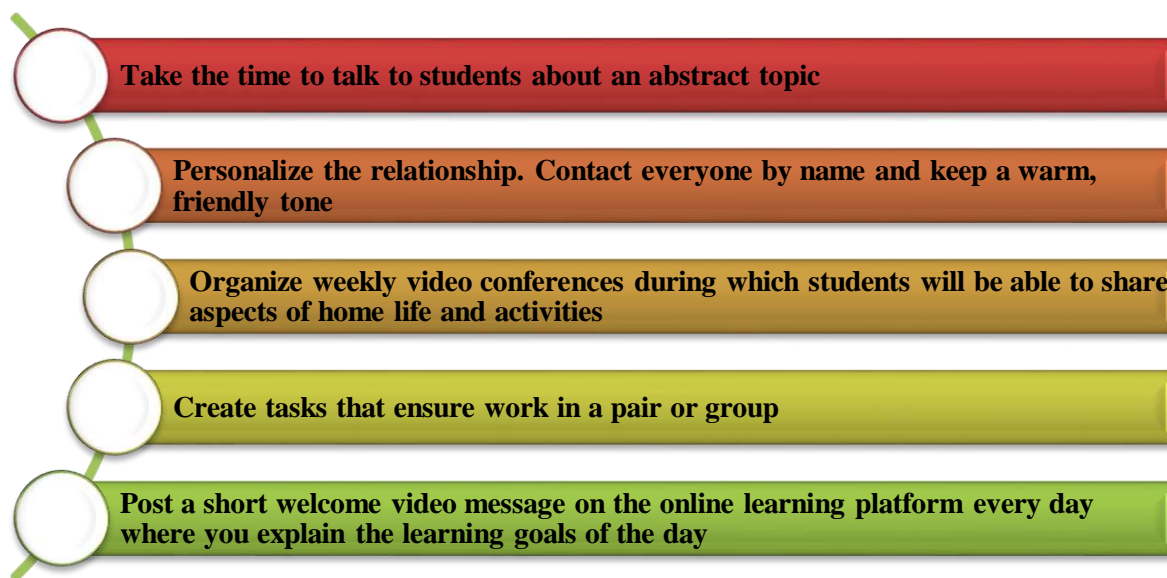 Take the time to talk to students about an abstract topic
Personalize the relationship. Contact everyone by name and keep a warm,
friendly tone
Organize weekly video conferences during which students will be able to share
aspects of home life and activities
Create tasks that ensure work in a pair or group
Post a short welcome video message on the online learning platform every day
where you explain the learning goals of the day